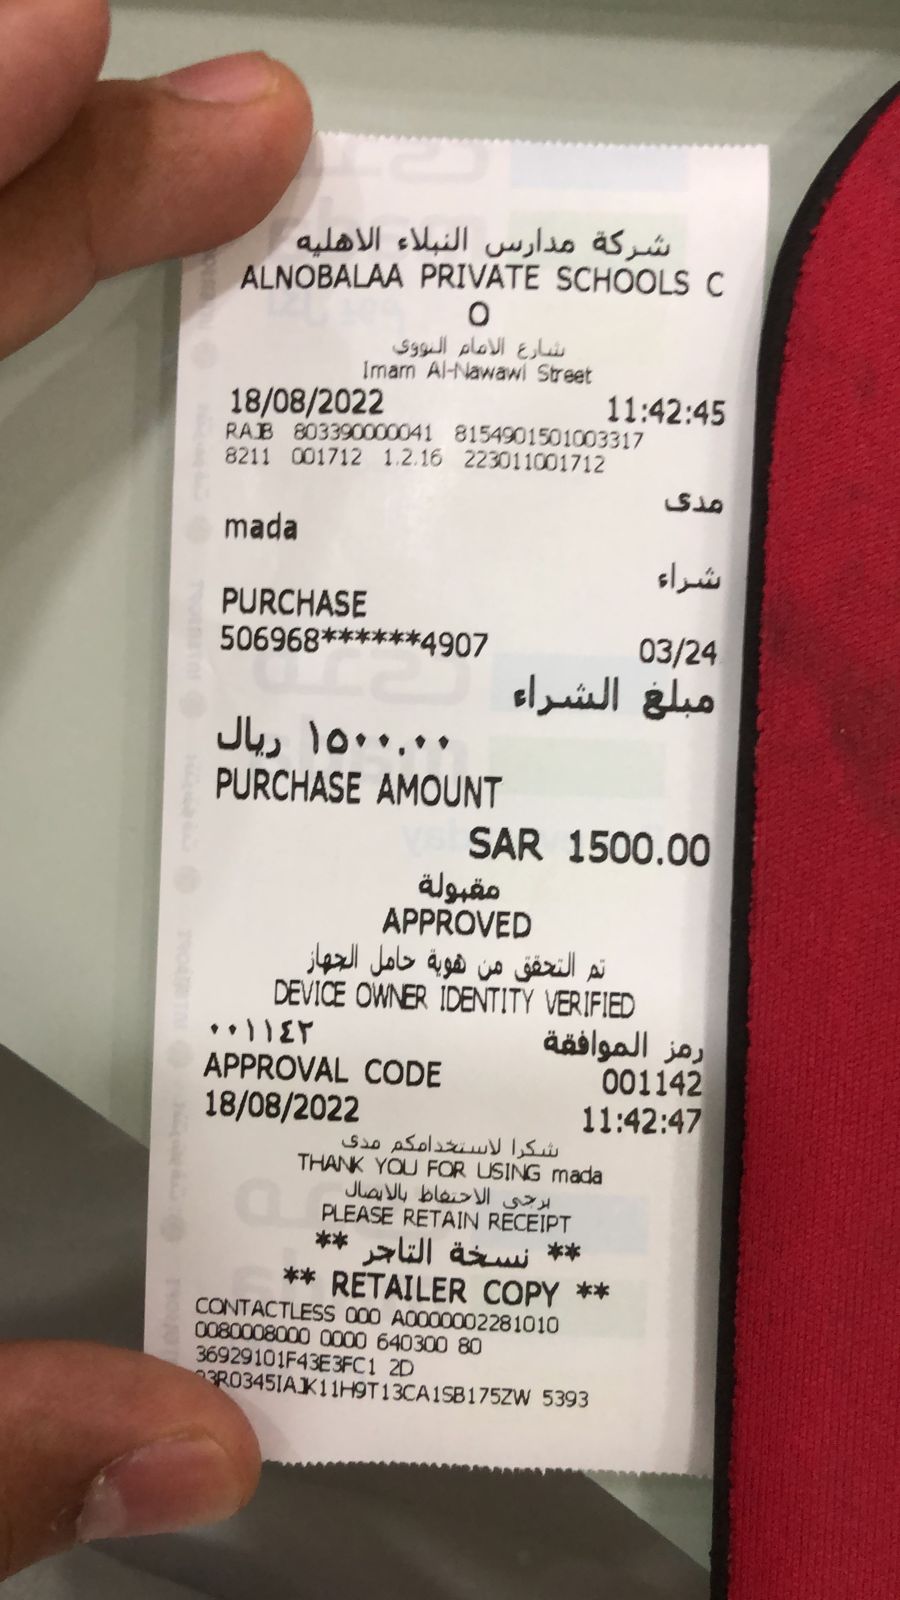 شركة مدارس النبلاء الاهليه
ALNOBALAA PRIVATE SCHOOLS C
O
شارع الامام النووي
Imam Al-Nawawi Street
18/08/2022 11:42:45
RAJB 803390000041 8154901501003317
8211 001712 1.2.16 223011001712
مدى
mada
شراء
PURCHASE
506968******4907 03/24
مبلغ الشراء
١٥٠٠.٠٠ ريال
PURCHASE AMOUNT
SAR 1500.00
مقبولة
APPROVED
تم التحقق من هوية حامل الجهاز
DEVICE OWNER IDENTITY VERIFIED
رمز الموافقة ٠٠١١٤٢
APPROVAL CODE 001142
18/08/2022 11:42:47
شكرا لاستخدامكم مدى
THANK YOU FOR USING mada
يرجى الاحتفاظ بالايصال
PLEASE RETAIN RECEIPT
** نسخة التاجر **
** RETAILER COPY **
CONTACTLESS 000 A0000002281010
0080008000 0000 640300 80
36929101F43E3FC1 2D
5393